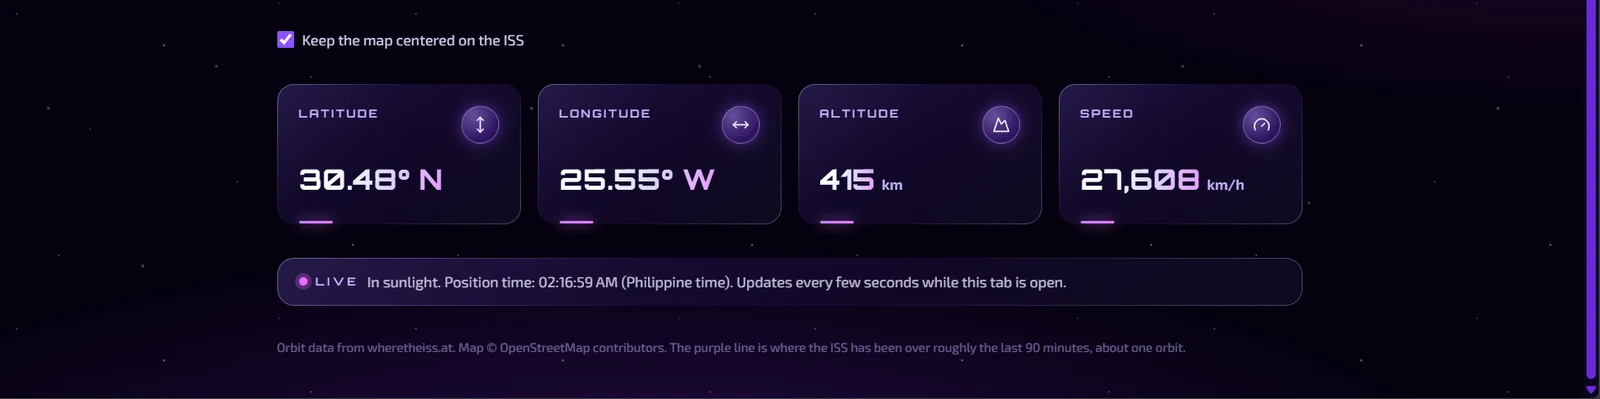 Keep the map centered on the ISS
LATITUDE
30.48° N
LONGITUDE
25.55° W
ALTITUDE
415 km
SPEED
27,608 km/h
LIVE In sunlight. Position time: 02:16:59 AM (Philippine time). Updates every few seconds while this tab is open.
Orbit data from wheretheiss.at. Map © OpenStreetMap contributors. The purple line is where the ISS has been over roughly the last 90 minutes, about one orbit.